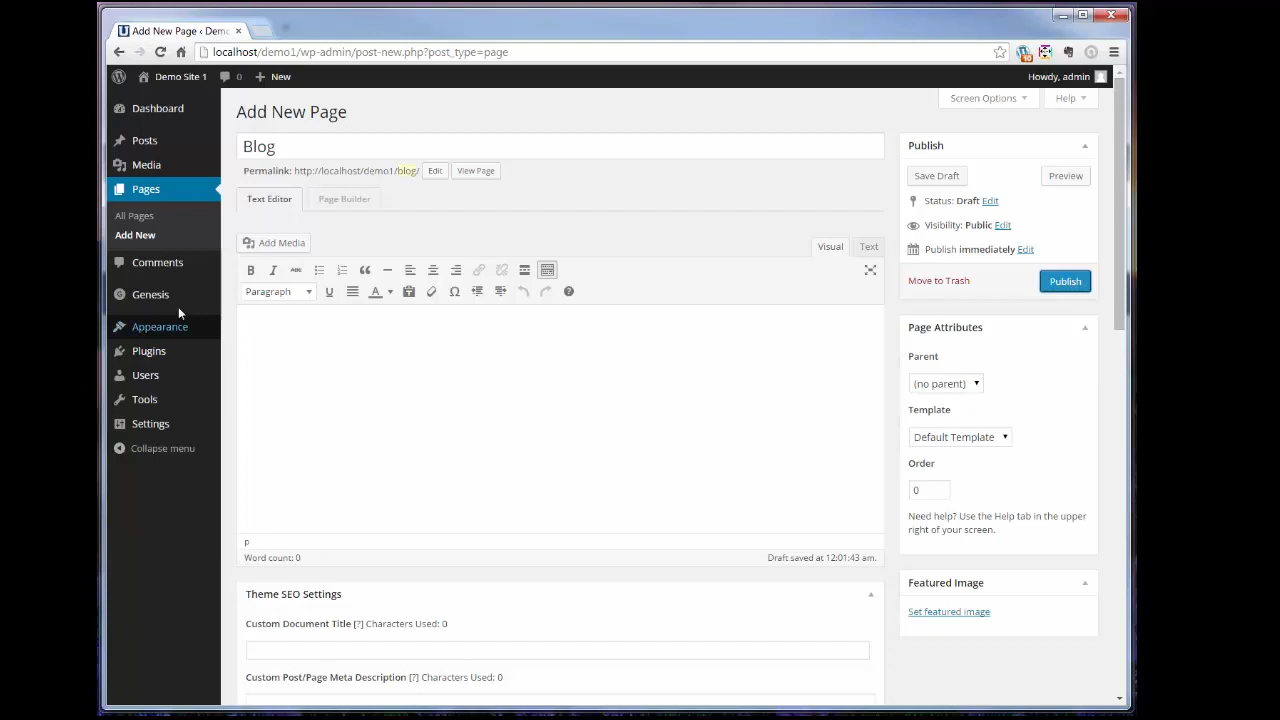 Add New Page ‹ Demo
localhost/demo1/wp-admin/post-new.php?post_type=page
10
Demo Site 1 0 New Howdy, admin
Screen Options Help
Dashboard
Posts
Media
Pages
All Pages
Add New
Comments
Genesis
Appearance
Plugins
Users
Tools
Settings
Collapse menu
Add New Page
Blog
Permalink: http://localhost/demo1/blog/ Edit View Page
Text Editor Page Builder
Add Media
Visual Text
B I ABC
Paragraph U A Ω ?
p
Word count: 0 Draft saved at 12:01:43 am.
Theme SEO Settings
Custom Document Title [?] Characters Used: 0
Custom Post/Page Meta Description [?] Characters Used: 0
Publish
Save Draft Preview
Status: Draft Edit
Visibility: Public Edit
Publish immediately Edit
Move to Trash Publish
Page Attributes
Parent
(no parent)
Template
Default Template
Order
0
Need help? Use the Help tab in the upper
right of your screen.
Featured Image
Set featured image